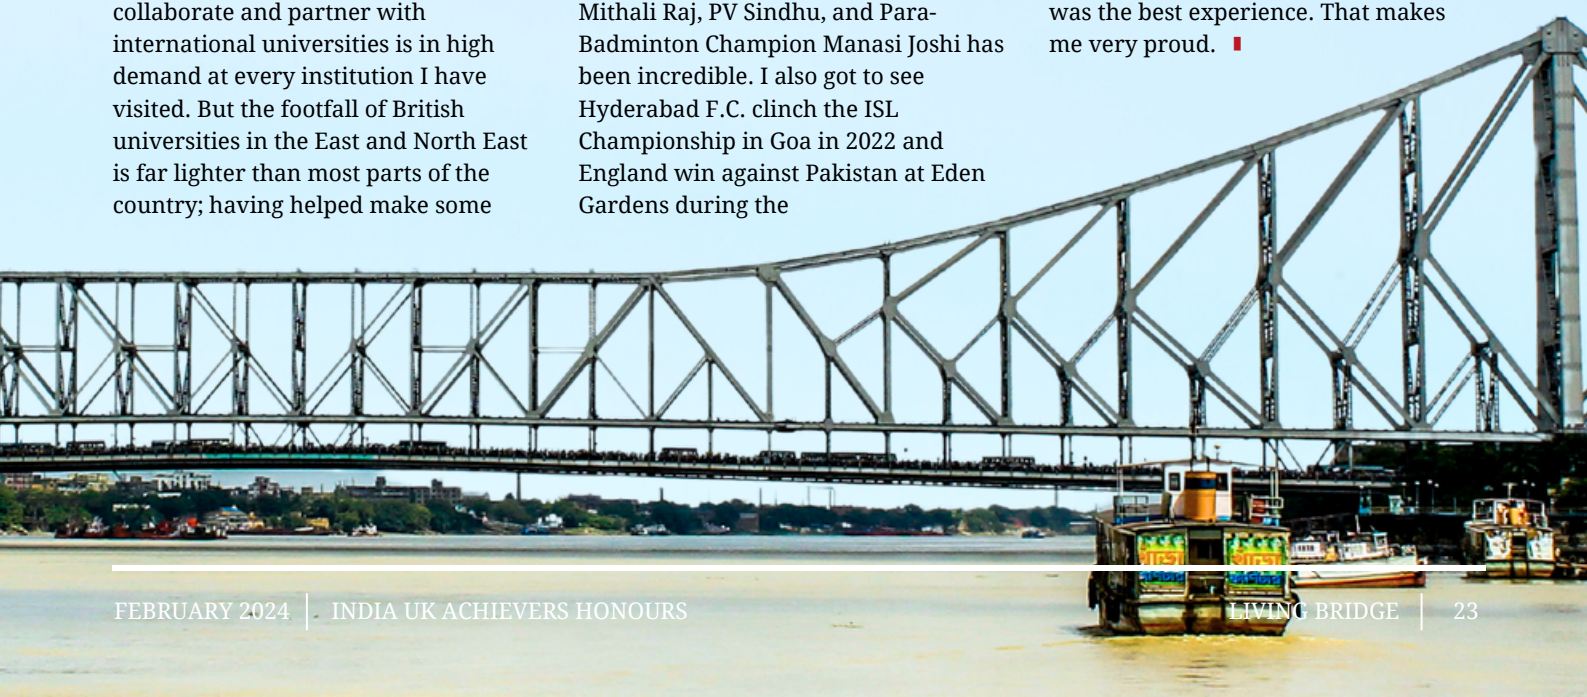 collaborate and partner with
international universities is in high
demand at every institution I have
visited. But the footfall of British
universities in the East and North East
is far lighter than most parts of the
country; having helped make some
Mithali Raj, PV Sindhu, and Para-
Badminton Champion Manasi Joshi has
been incredible. I also got to see
Hyderabad F.C. clinch the ISL
Championship in Goa in 2022 and
England win against Pakistan at Eden
Gardens during the
was the best experience. That makes
me very proud.
FEBRUARY 2024 | INDIA UK ACHIEVERS HONOURS
LIVING BRIDGE | 23